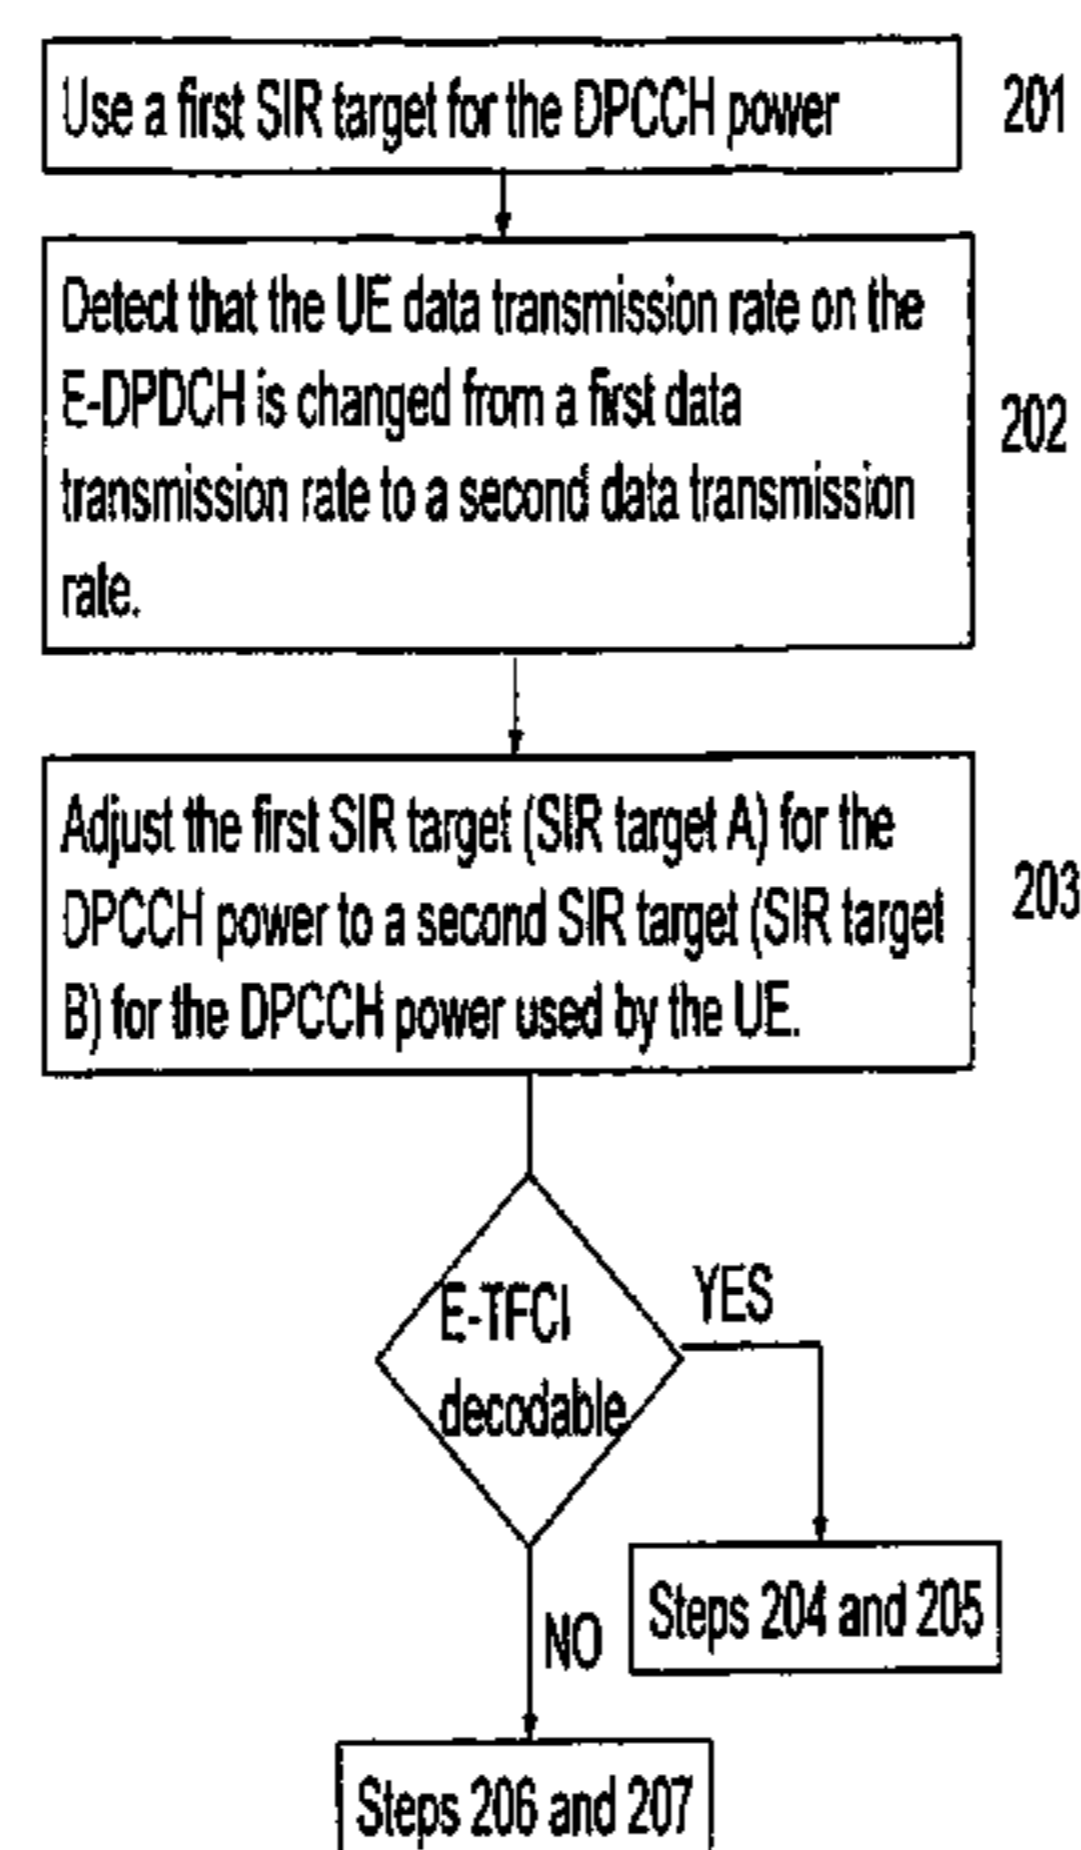 Use a first SIR target for the DPCCH power
201
Detect that the UE data transmission rate on the
E-DPDCH is changed from a first data
transmission rate to a second data transmission
rate.
202
Adjust the first SIR target (SIR target A) for the
DPCCH power to a second SIR target (SIR target
B) for the DPCCH power used by the UE.
203
E-TFCI
decodable
YES
Steps 204 and 205
NO
Steps 206 and 207